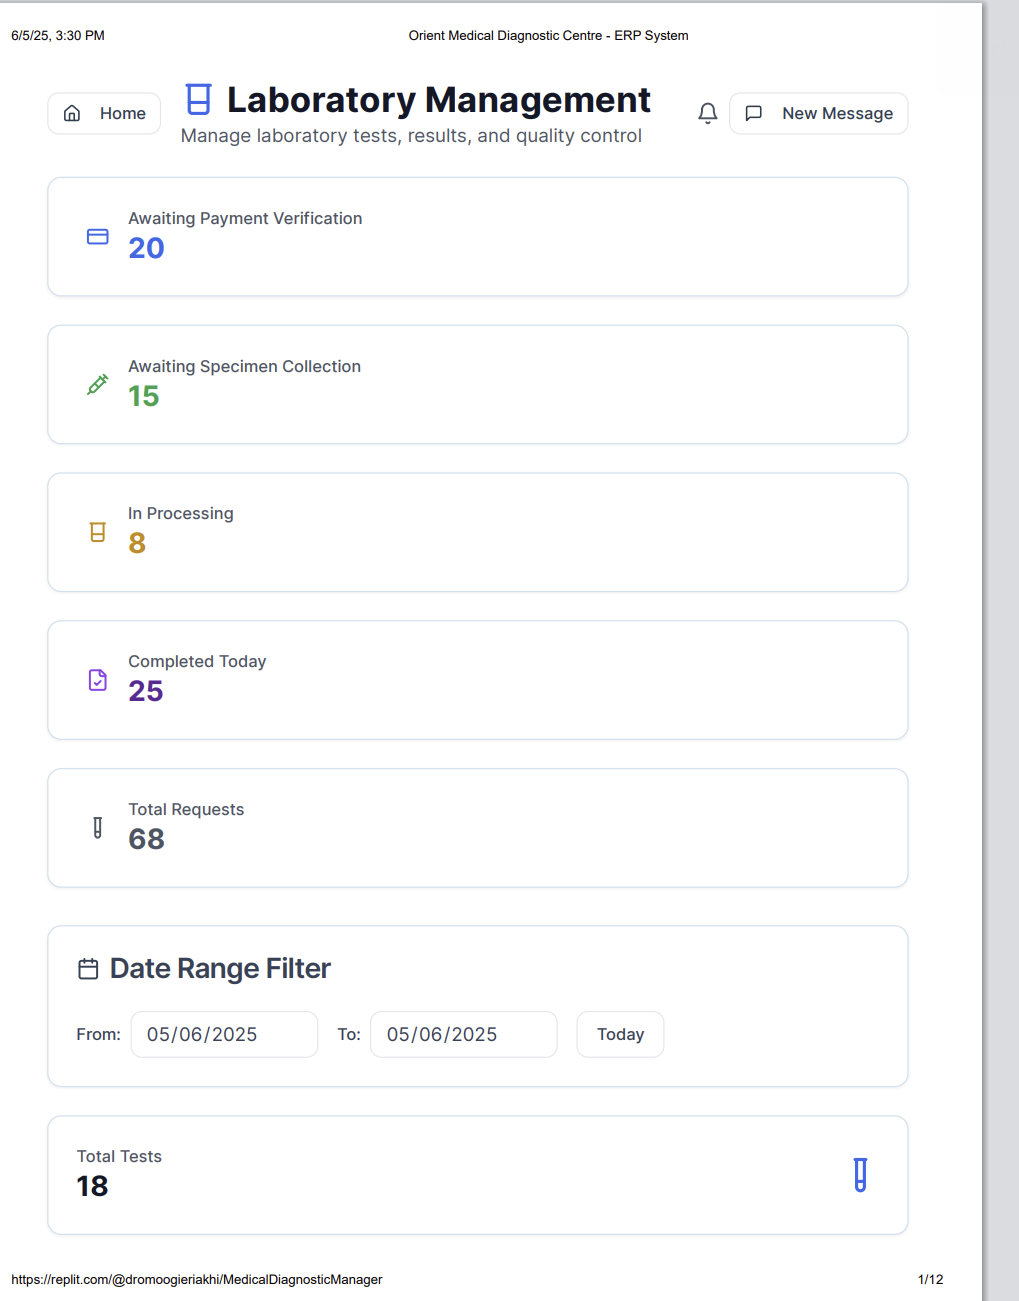 6/5/25, 3:30 PM
Orient Medical Diagnostic Centre - ERP System
Home
Laboratory Management
Manage laboratory tests, results, and quality control
New Message
Awaiting Payment Verification
20
Awaiting Specimen Collection
15
In Processing
8
Completed Today
25
Total Requests
68
Date Range Filter
From: 05/06/2025 To: 05/06/2025 Today
Total Tests
18
https://replit.com/@dromoogieriakhi/MedicalDiagnosticManager
1/12